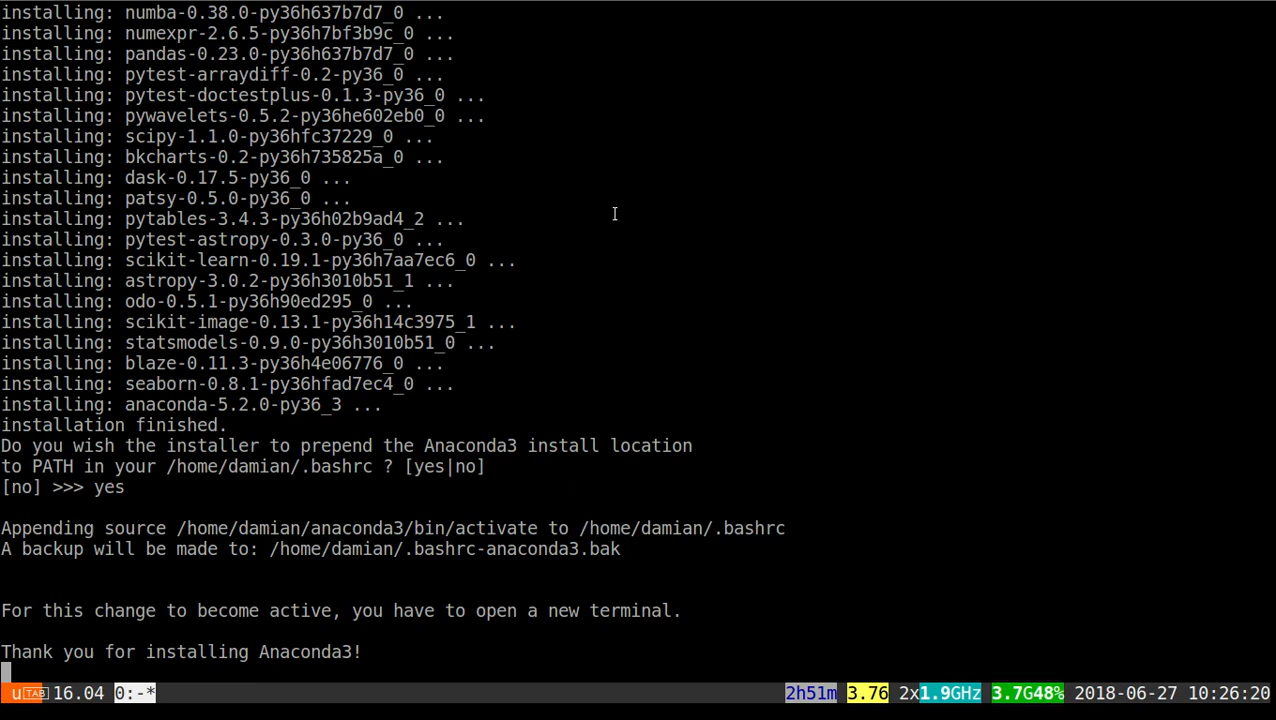 installing: numba-0.38.0-py36h637b7d7_0 ...
installing: numexpr-2.6.5-py36h7bf3b9c_0 ...
installing: pandas-0.23.0-py36h637b7d7_0 ...
installing: pytest-arraydiff-0.2-py36_0 ...
installing: pytest-doctestplus-0.1.3-py36_0 ...
installing: pywavelets-0.5.2-py36he602eb0_0 ...
installing: scipy-1.1.0-py36hfc37229_0 ...
installing: bkcharts-0.2-py36h735825a_0 ...
installing: dask-0.17.5-py36_0 ...
installing: patsy-0.5.0-py36_0 ...
installing: pytables-3.4.3-py36h02b9ad4_2 ...
installing: pytest-astropy-0.3.0-py36_0 ...
installing: scikit-learn-0.19.1-py36h7aa7ec6_0 ...
installing: astropy-3.0.2-py36h3010b51_1 ...
installing: odo-0.5.1-py36h90ed295_0 ...
installing: scikit-image-0.13.1-py36h14c3975_1 ...
installing: statsmodels-0.9.0-py36h3010b51_0 ...
installing: blaze-0.11.3-py36h4e06776_0 ...
installing: seaborn-0.8.1-py36hfad7ec4_0 ...
installing: anaconda-5.2.0-py36_3 ...
installation finished.
Do you wish the installer to prepend the Anaconda3 install location
to PATH in your /home/damian/.bashrc ? [yes|no]
[no] >>> yes
Appending source /home/damian/anaconda3/bin/activate to /home/damian/.bashrc
A backup will be made to: /home/damian/.bashrc-anaconda3.bak
For this change to become active, you have to open a new terminal.
Thank you for installing Anaconda3!
u TAB 16.04 0:-* 2h51m 3.76 2x1.9GHz 3.7G48% 2018-06-27 10:26:20